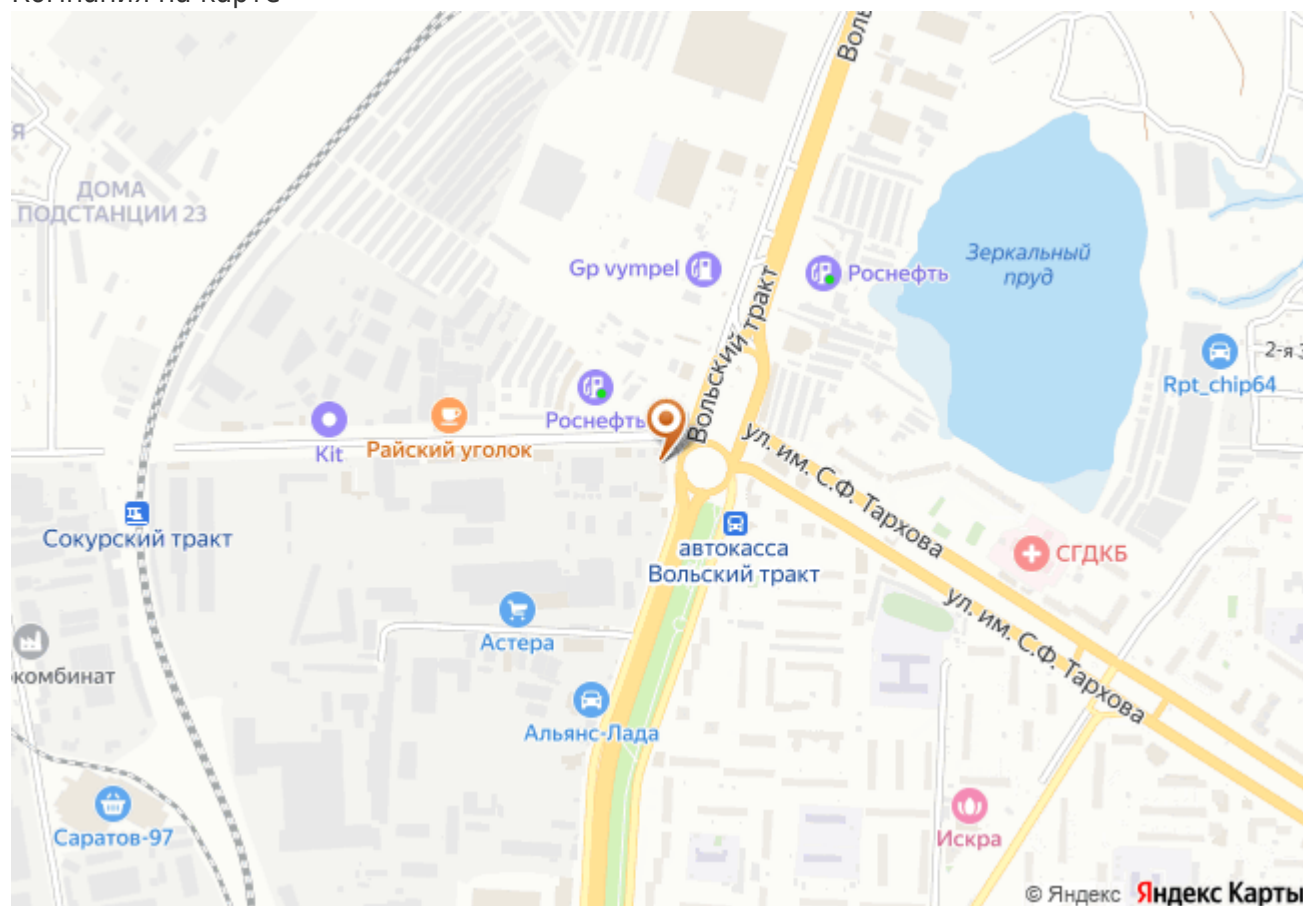 Компания на карте
Воль
Я
ДОМА
ПОДСТАНЦИИ 23
Gp vympel
Роснефть
Зеркальный
пруд
Вольский тракт
2-я З
Rpt_chip64
Роснефть
Kit
Райский уголок
ул. им. С.Ф. Тархова
Сокурский тракт
автокасса
Вольский тракт
СГДКБ
ул. им. С.Ф. Тархова
Астера
комбинат
Альянс-Лада
Саратов-97
Искра
© Яндекс Яндекс Карты